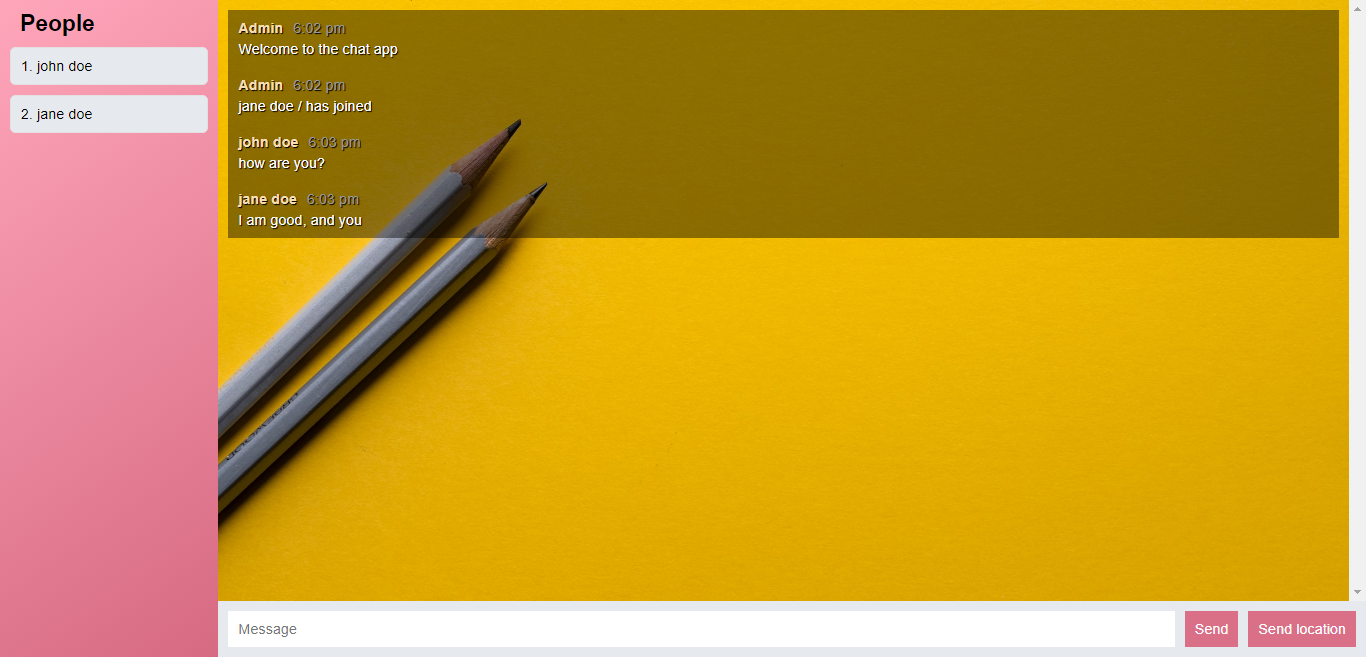 People
1. john doe
2. jane doe
Admin 6:02 pm
Welcome to the chat app
Admin 6:02 pm
jane doe / has joined
john doe 6:03 pm
how are you?
jane doe 6:03 pm
I am good, and you
Message
Send
Send location